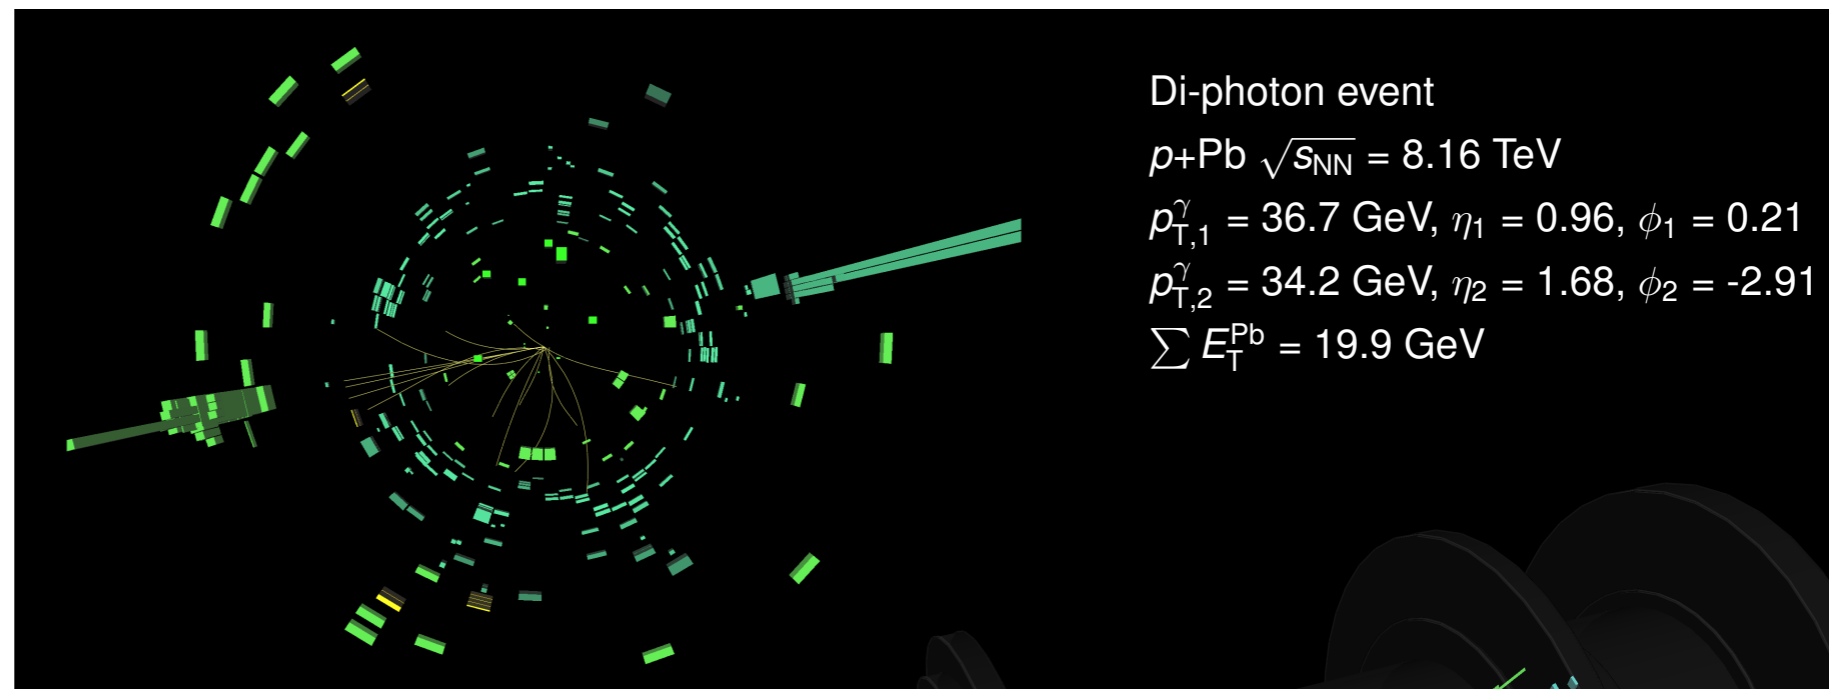 Di-photon event
p+Pb √sNN = 8.16 TeV
pγT,1 = 36.7 GeV, η1 = 0.96, ϕ1 = 0.21
pγT,2 = 34.2 GeV, η2 = 1.68, ϕ2 = -2.91
∑ EPbT = 19.9 GeV